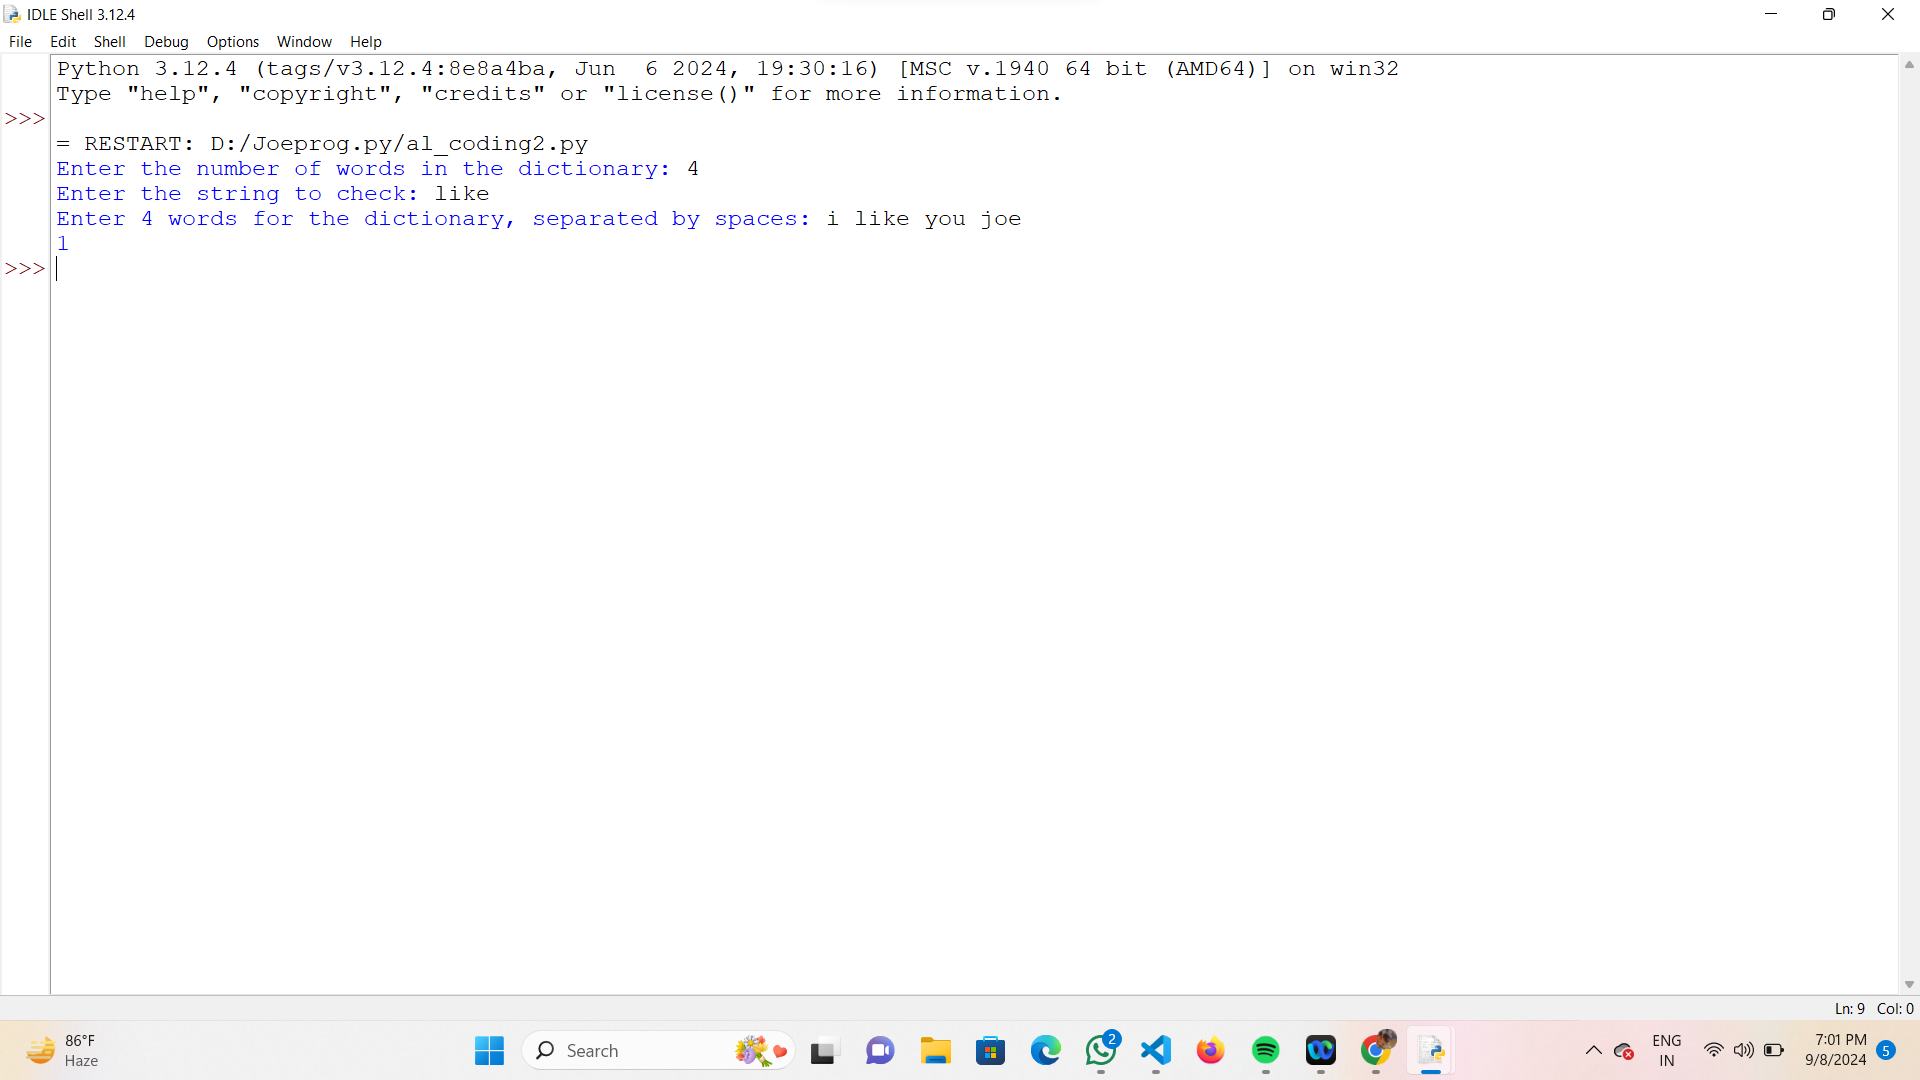 IDLE Shell 3.12.4
File Edit Shell Debug Options Window Help
Python 3.12.4 (tags/v3.12.4:8e8a4ba, Jun  6 2024, 19:30:16) [MSC v.1940 64 bit (AMD64)] on win32
Type "help", "copyright", "credits" or "license()" for more information.
>>>
= RESTART: D:/Joeprog.py/al_coding2.py
Enter the number of words in the dictionary: 4
Enter the string to check: like
Enter 4 words for the dictionary, separated by spaces: i like you joe
1
>>>
Ln: 9 Col: 0
86°F
Haze
Search
2
ENG
IN
7:01 PM
9/8/2024
5